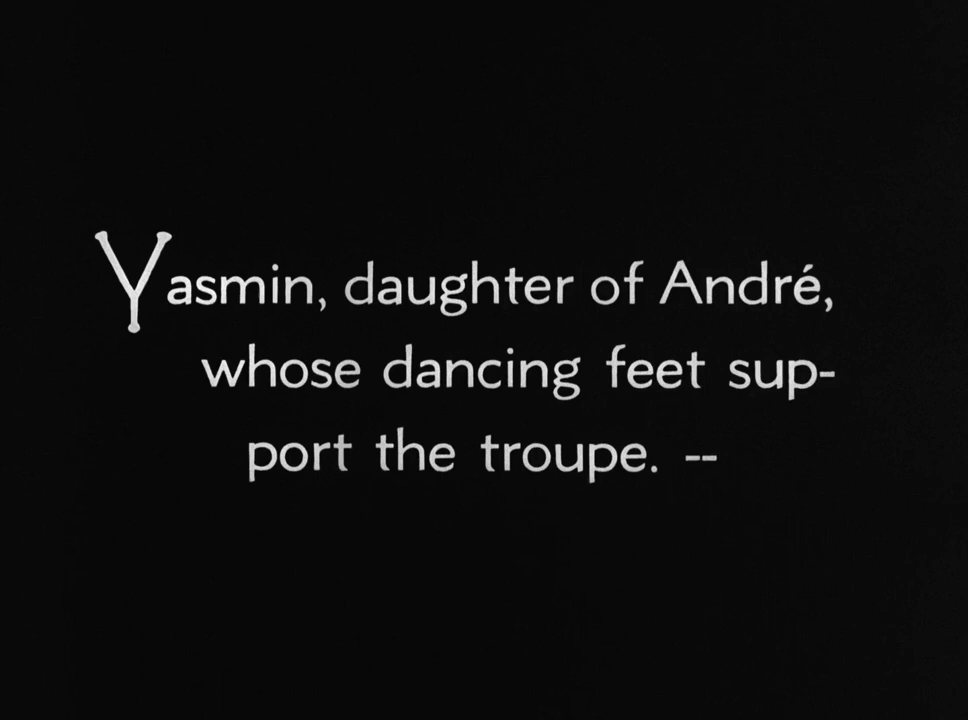 Yasmin, daughter of André,
whose dancing feet sup-
port the troupe. --